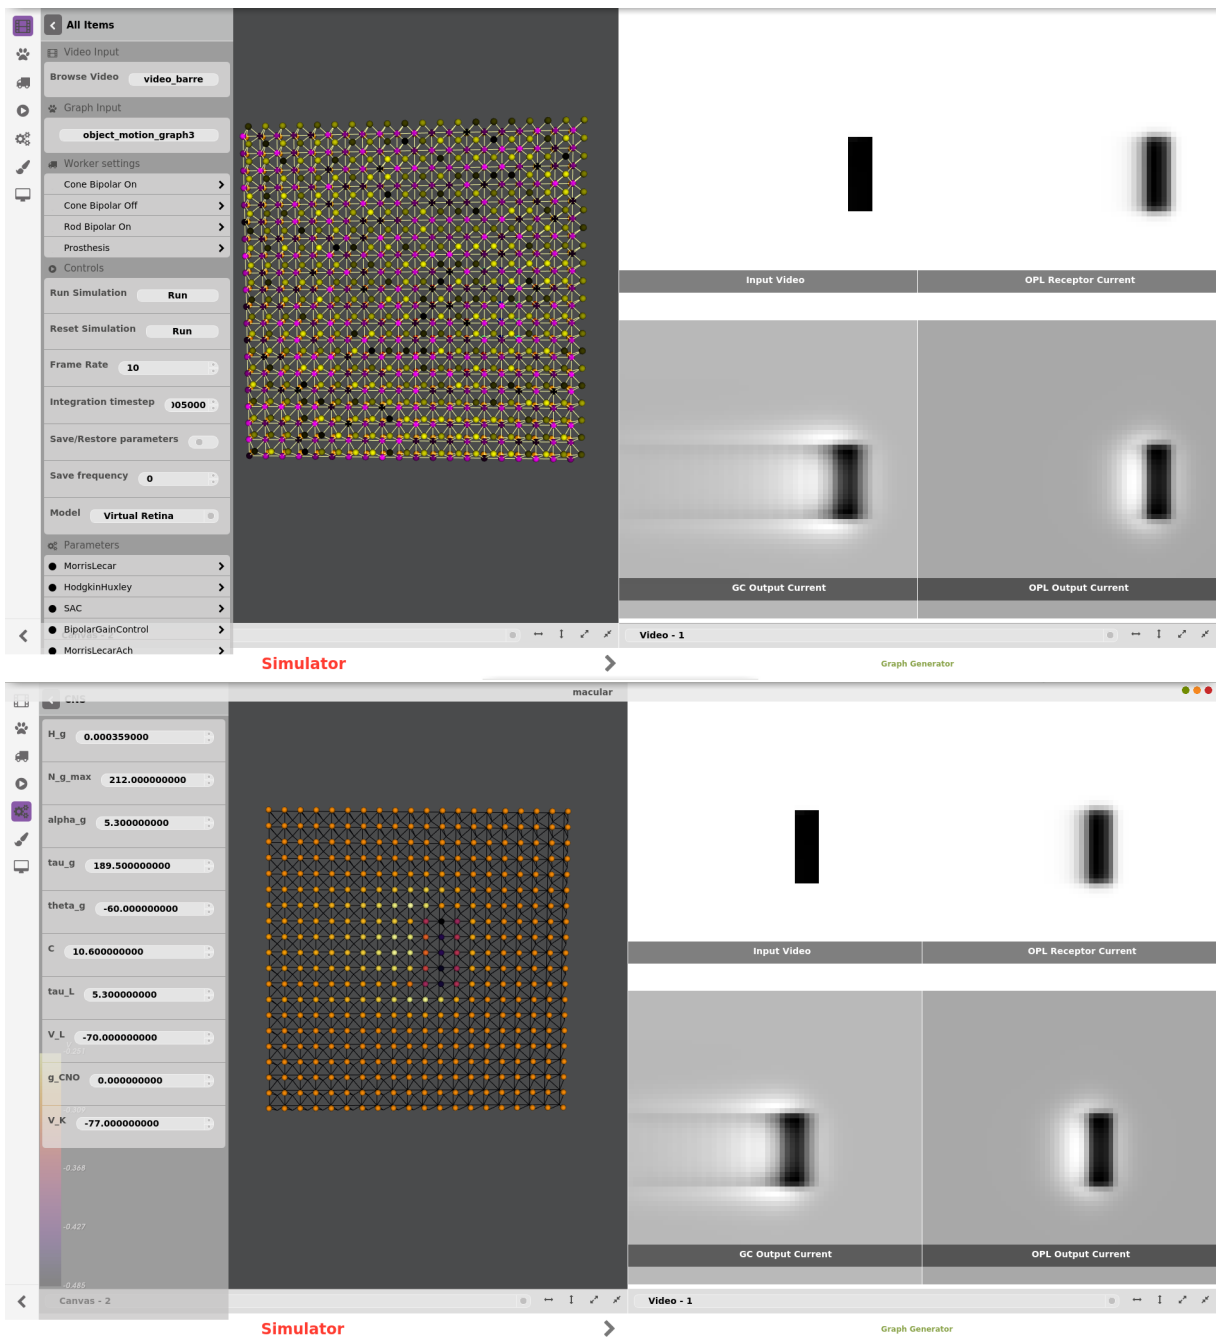 All Items
Video Input
Browse Video
video_barre
Graph Input
object_motion_graph3
Worker settings
Cone Bipolar On
Cone Bipolar Off
Rod Bipolar On
Prosthesis
Controls
Run Simulation
Run
Reset Simulation
Run
Frame Rate
10
Integration timestep
)05000
Save/Restore parameters
Save frequency
0
Model
Virtual Retina
Parameters
MorrisLecar
HodgkinHuxley
SAC
BipolarGainControl
MorrisLecarAch
Input Video
OPL Receptor Current
GC Output Current
OPL Output Current
Video - 1
Simulator
Graph Generator
macular
H_g
0.000359000
N_g_max
212.000000000
alpha_g
5.300000000
tau_g
189.500000000
theta_g
-60.000000000
C
10.600000000
tau_L
5.300000000
V_L
-70.000000000
g_CNO
0.000000000
V_K
-77.000000000
-0.368
-0.427
-0.485
Input Video
OPL Receptor Current
GC Output Current
OPL Output Current
Canvas - 2
Video - 1
Simulator
Graph Generator